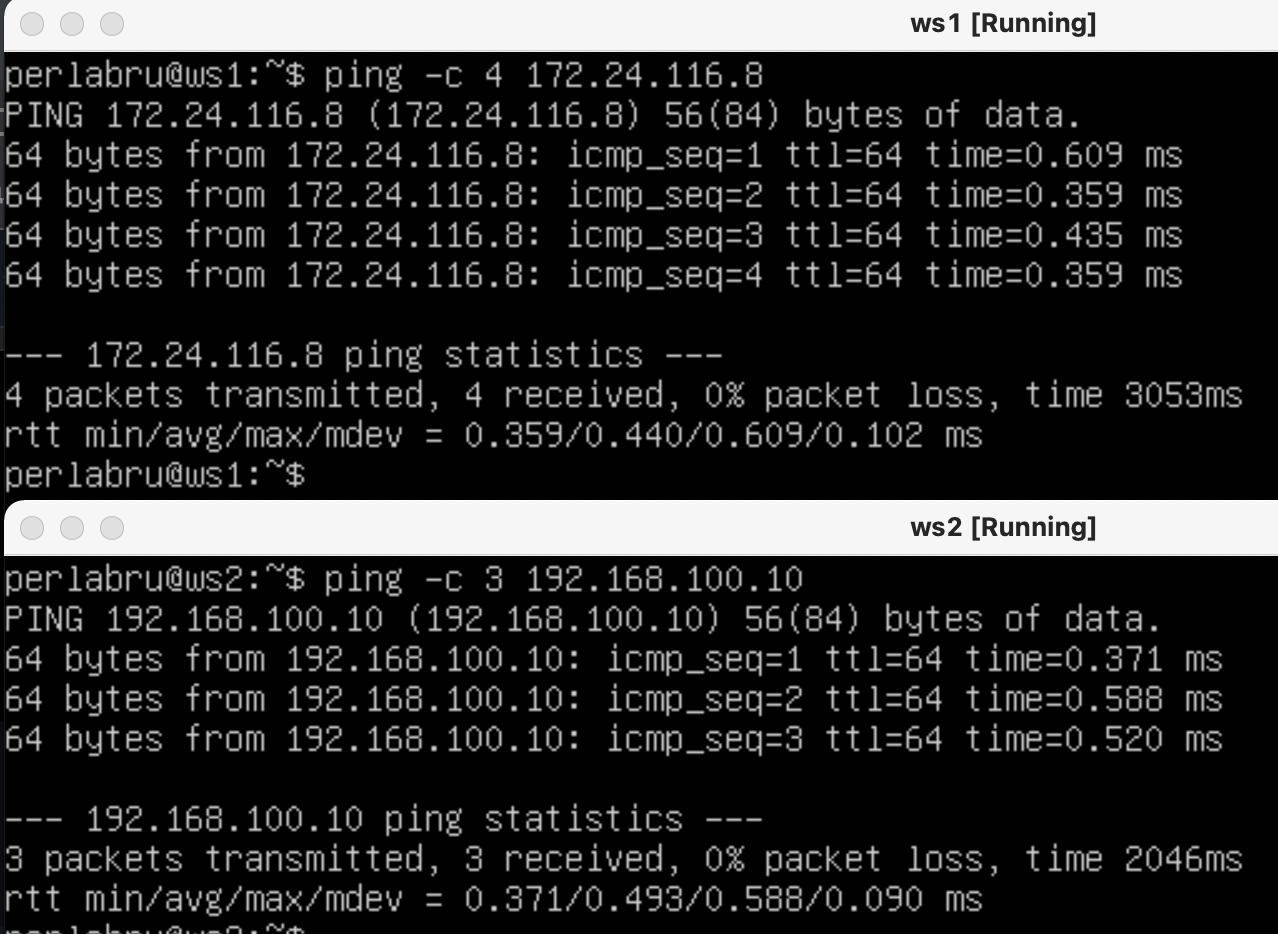 ws1 [Running]
perlabru@ws1:~$ ping -c 4 172.24.116.8
PING 172.24.116.8 (172.24.116.8) 56(84) bytes of data.
64 bytes from 172.24.116.8: icmp_seq=1 ttl=64 time=0.609 ms
64 bytes from 172.24.116.8: icmp_seq=2 ttl=64 time=0.359 ms
64 bytes from 172.24.116.8: icmp_seq=3 ttl=64 time=0.435 ms
64 bytes from 172.24.116.8: icmp_seq=4 ttl=64 time=0.359 ms
--- 172.24.116.8 ping statistics ---
4 packets transmitted, 4 received, 0% packet loss, time 3053ms
rtt min/avg/max/mdev = 0.359/0.440/0.609/0.102 ms
perlabru@ws1:~$
ws2 [Running]
perlabru@ws2:~$ ping -c 3 192.168.100.10
PING 192.168.100.10 (192.168.100.10) 56(84) bytes of data.
64 bytes from 192.168.100.10: icmp_seq=1 ttl=64 time=0.371 ms
64 bytes from 192.168.100.10: icmp_seq=2 ttl=64 time=0.588 ms
64 bytes from 192.168.100.10: icmp_seq=3 ttl=64 time=0.520 ms
--- 192.168.100.10 ping statistics ---
3 packets transmitted, 3 received, 0% packet loss, time 2046ms
rtt min/avg/max/mdev = 0.371/0.493/0.588/0.090 ms